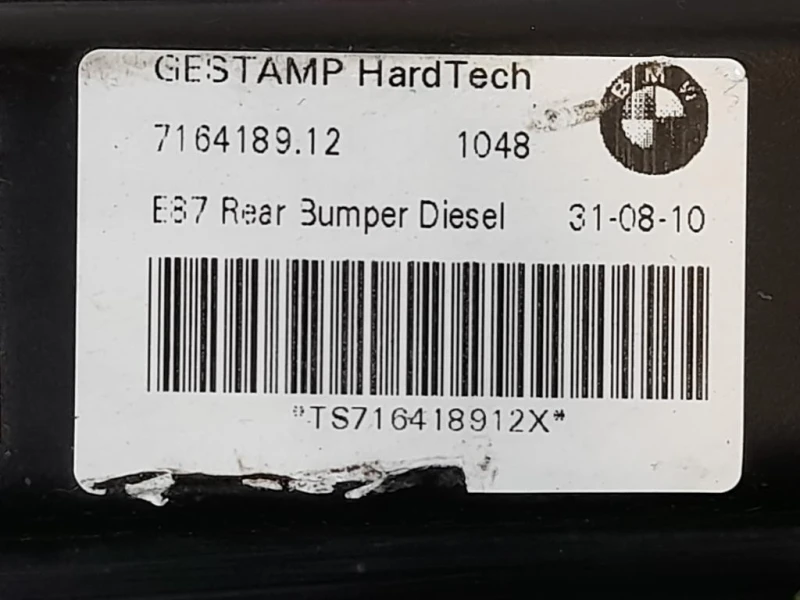 GESTAMP HardTech
BMW
7164189.12 1048
E87 Rear Bumper Diesel 31-08-10
*TS716418912X*